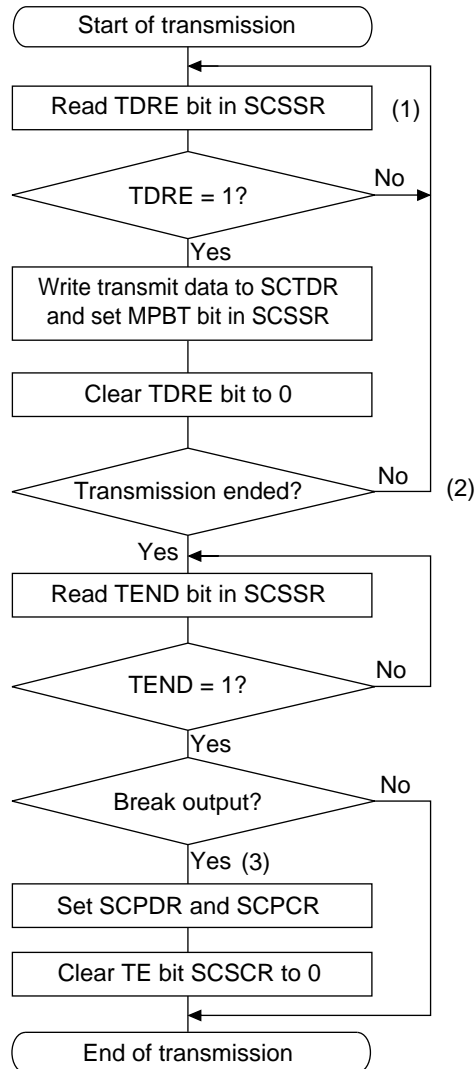 Start of transmission
Read TDRE bit in SCSSR
(1)
TDRE = 1?
No
Yes
Write transmit data to SCTDR
and set MPBT bit in SCSSR
Clear TDRE bit to 0
Transmission ended?
No
(2)
Yes
Read TEND bit in SCSSR
TEND = 1?
No
Yes
Break output?
No
Yes (3)
Set SCPDR and SCPCR
Clear TE bit SCSCR to 0
End of transmission